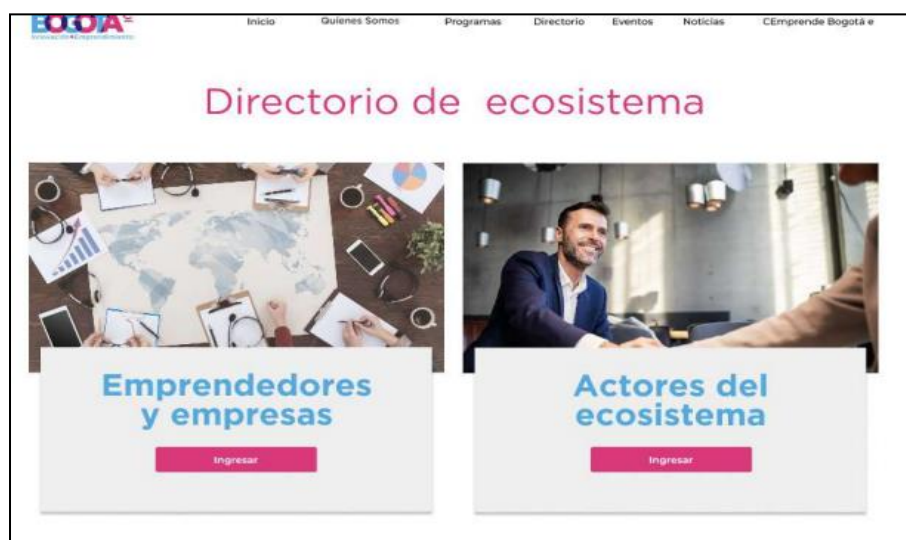 BOGOTÁ
Inicio Quienes Somos Programas Directorio Eventos Noticias CEmprende Bogotá e
Directorio de ecosistema
Emprendedores
y empresas
Ingresar
Actores del
ecosistema
Ingresar